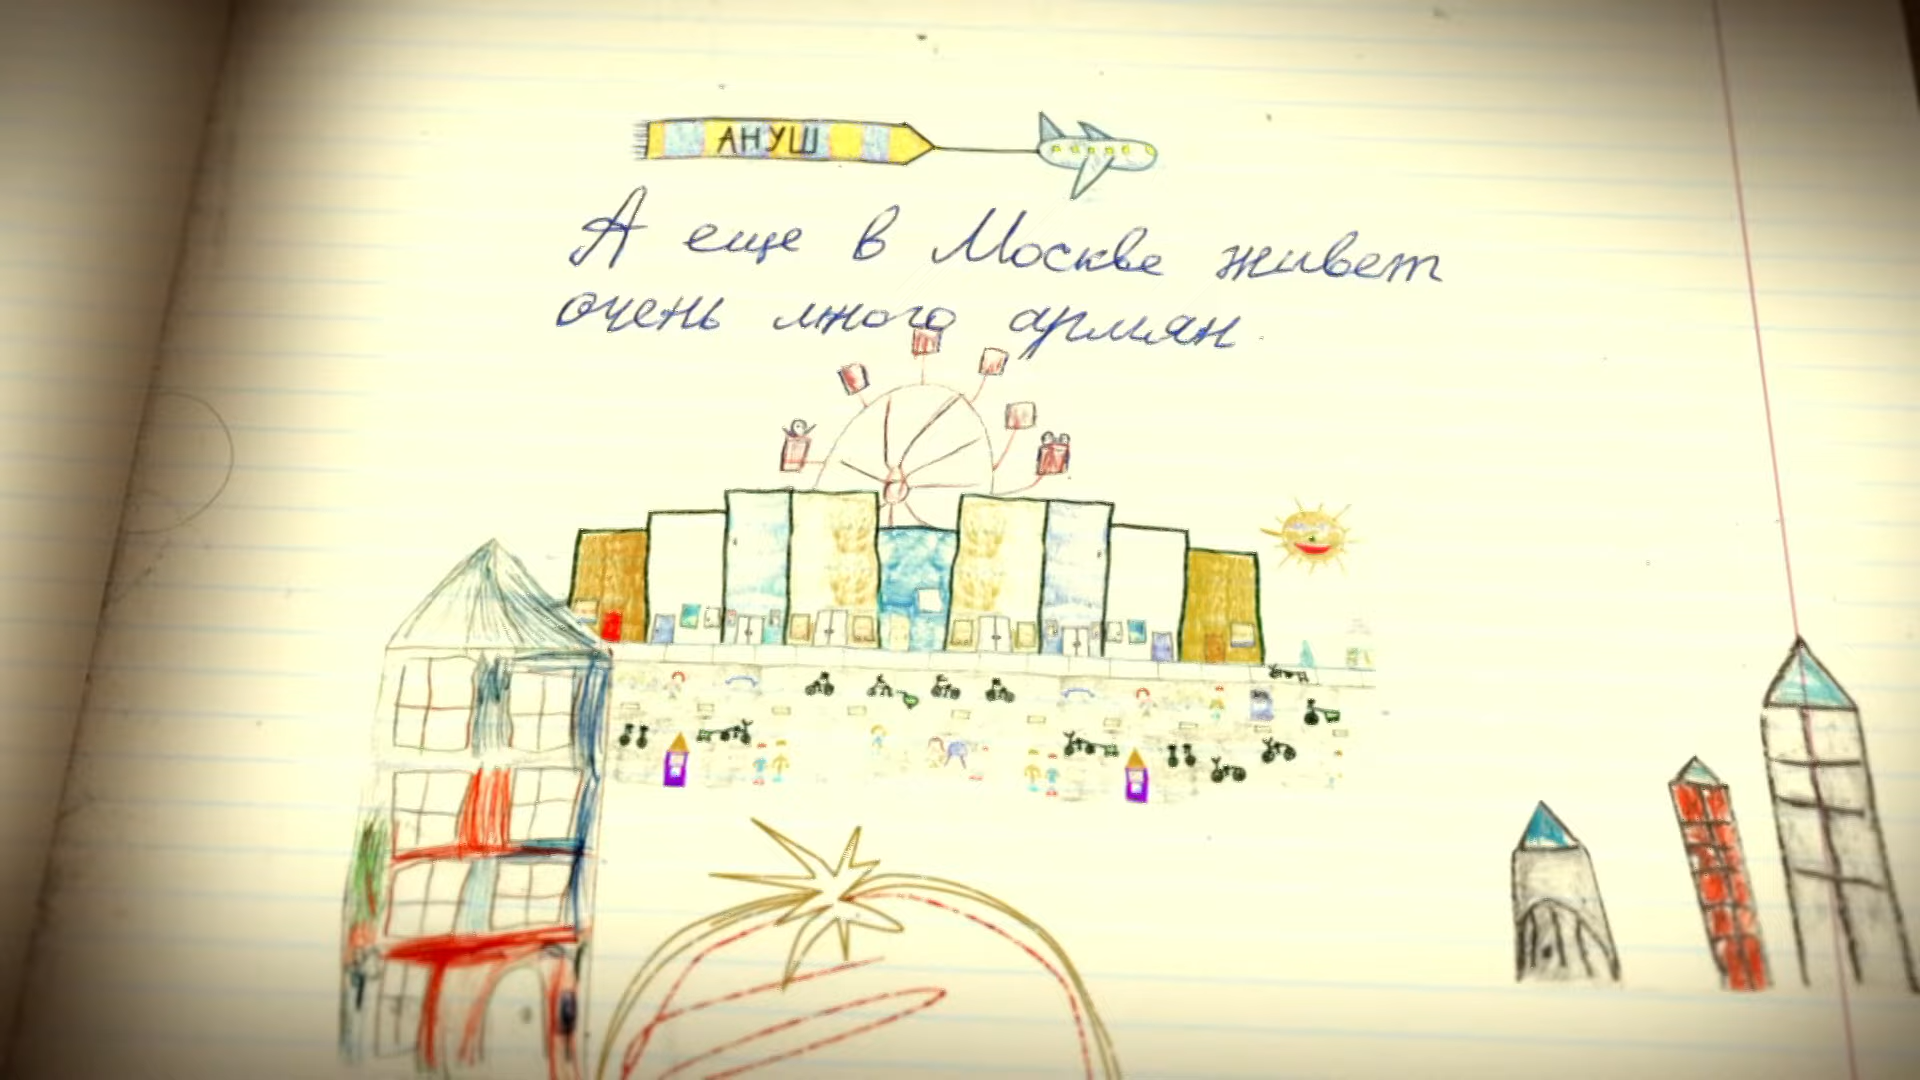 АНУШ
А еще в Москве живет
очень много армян.